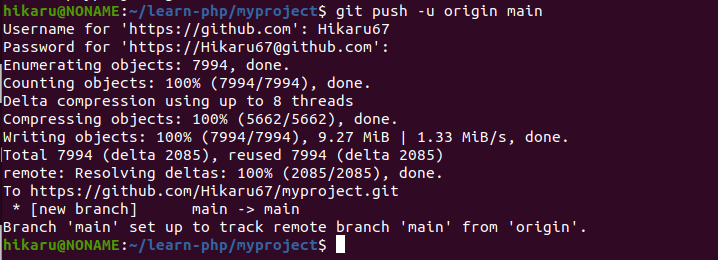 hikaru@NONAME:~/learn-php/myproject$ git push -u origin main
Username for 'https://github.com': Hikaru67
Password for 'https://Hikaru67@github.com':
Enumerating objects: 7994, done.
Counting objects: 100% (7994/7994), done.
Delta compression using up to 8 threads
Compressing objects: 100% (5662/5662), done.
Writing objects: 100% (7994/7994), 9.27 MiB | 1.33 MiB/s, done.
Total 7994 (delta 2085), reused 7994 (delta 2085)
remote: Resolving deltas: 100% (2085/2085), done.
To https://github.com/Hikaru67/myproject.git
 * [new branch]      main -> main
Branch 'main' set up to track remote branch 'main' from 'origin'.
hikaru@NONAME:~/learn-php/myproject$